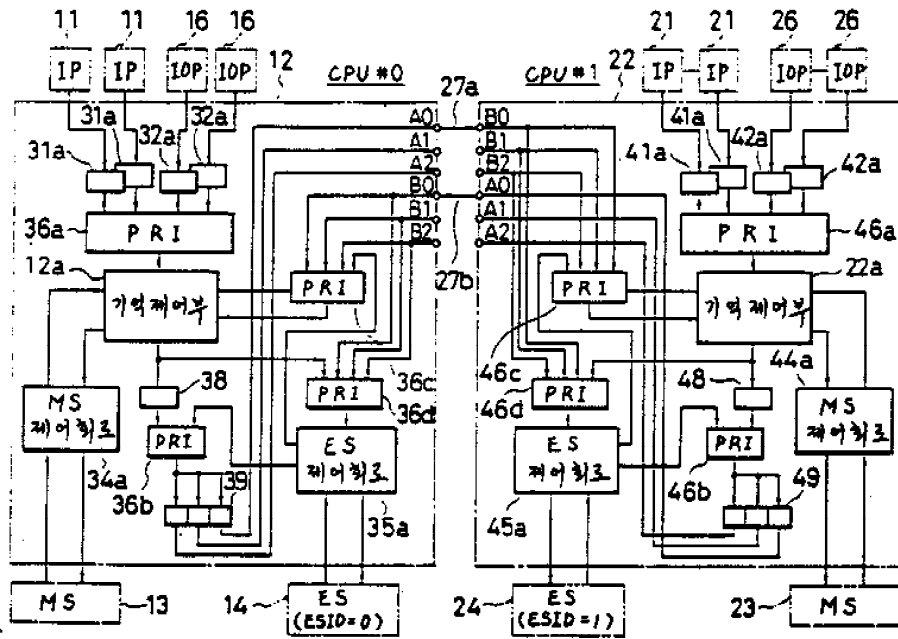 11 11 16 16 21 21 26 26
IP IP IOP IOP IP IP IOP IOP
12 CPU #0 27a CPU #1 22
31a 31a 32a 32a
A0
A1
A2
B0
B1
B2
B0
B1
B2
A0
A1
A2
27b
41a 41a 42a 42a
36a PRI
PRI 46a
12a 기억제어부
PRI 36c
PRI 46c
기억제어부 22a
38
PRI 36d
PRI 46d
48
44a
MS
제어회로
34a
PRI
36b
39
ES
제어회로
35a
ES
제어회로
45a
PRI
46b
49
MS
제어회로
MS 13
14 ES
(ESID=0)
24 ES
(ESID=1)
23 MS